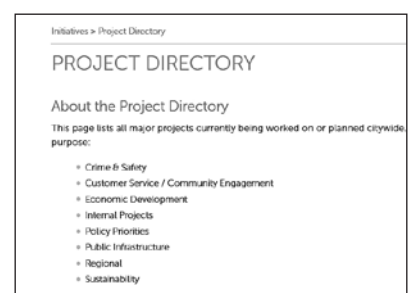 Initiatives > Project Directory
PROJECT DIRECTORY
About the Project Directory
This page lists all major projects currently being worked on or planned citywide.
purpose:
Crime & Safety
Customer Service / Community Engagement
Economic Development
Internal Projects
Policy Priorities
Public Infrastructure
Regional
Sustainability